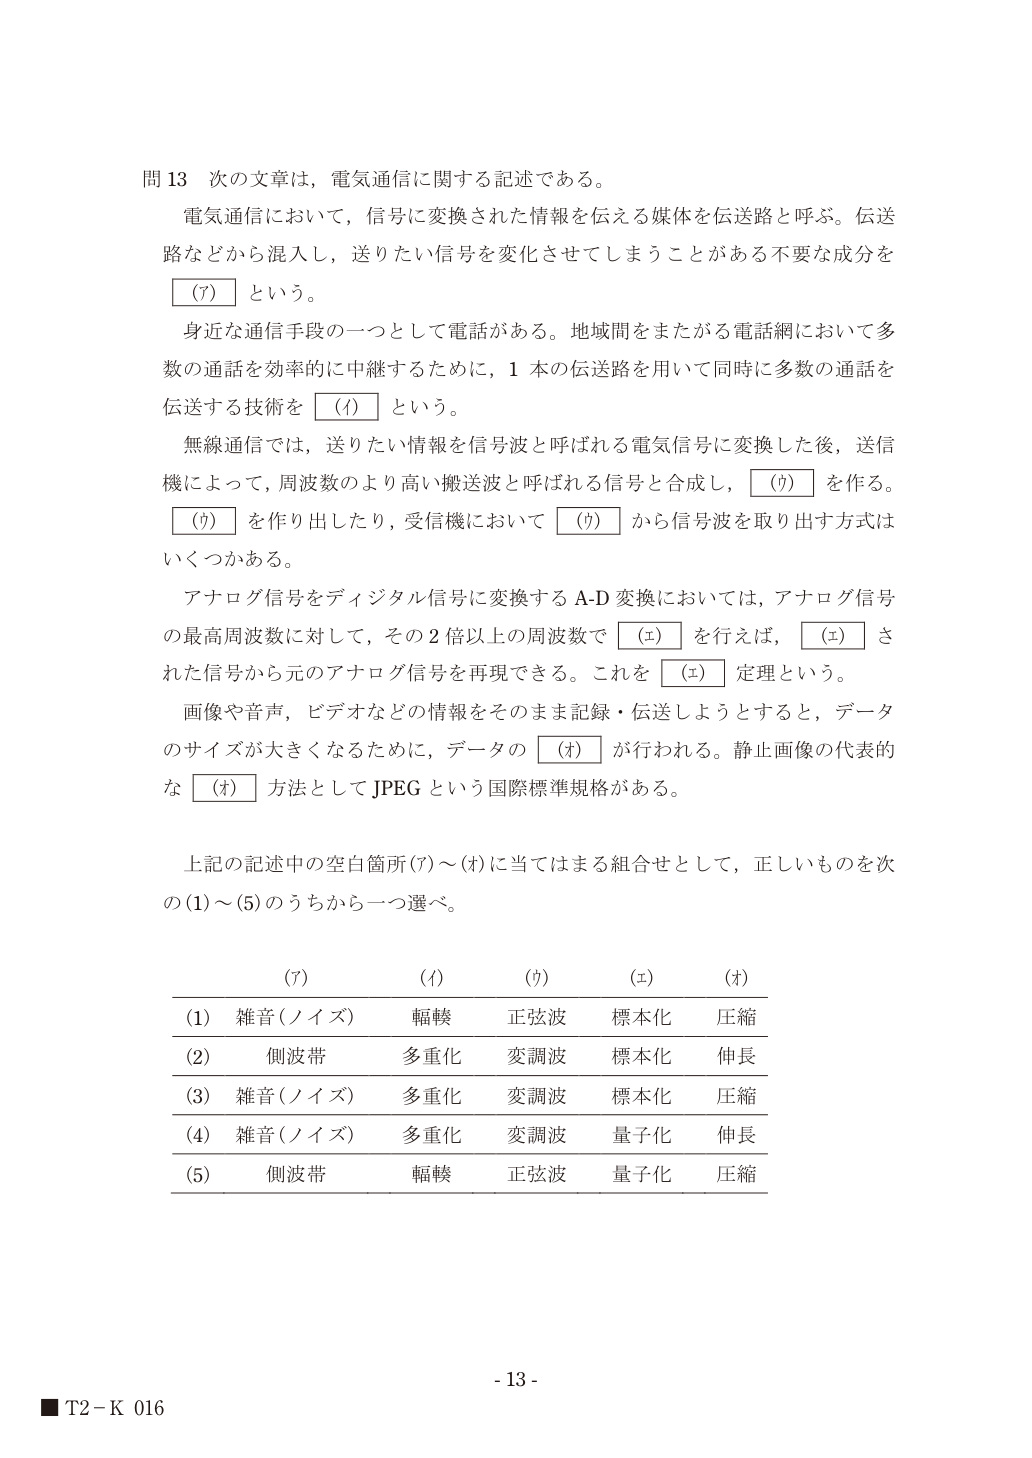 問13　次の文章は，電気通信に関する記述である。
電気通信において，信号に変換された情報を伝える媒体を伝送路と呼ぶ。伝送
路などから混入し，送りたい信号を変化させてしまうことがある不要な成分を
(ア) という。
身近な通信手段の一つとして電話がある。地域間をまたがる電話網において多
数の通話を効率的に中継するために，1 本の伝送路を用いて同時に多数の通話を
伝送する技術を (イ) という。
無線通信では，送りたい情報を信号波と呼ばれる電気信号に変換した後，送信
機によって，周波数のより高い搬送波と呼ばれる信号と合成し， (ウ) を作る。
(ウ) を作り出したり，受信機において (ウ) から信号波を取り出す方式は
いくつかある。
アナログ信号をディジタル信号に変換する A-D 変換においては，アナログ信号
の最高周波数に対して，その 2 倍以上の周波数で (エ) を行えば， (エ) さ
れた信号から元のアナログ信号を再現できる。これを (エ) 定理という。
画像や音声，ビデオなどの情報をそのまま記録・伝送しようとすると，データ
のサイズが大きくなるために，データの (オ) が行われる。静止画像の代表的
な (オ) 方法として JPEG という国際標準規格がある。
上記の記述中の空白箇所(ア)～(オ)に当てはまる組合せとして，正しいものを次
の(1)～(5)のうちから一つ選べ。
(ア) (イ) (ウ) (エ) (オ)
(1) 雑音(ノイズ) 輻輳 正弦波 標本化 圧縮
(2) 側波帯 多重化 変調波 標本化 伸長
(3) 雑音(ノイズ) 多重化 変調波 標本化 圧縮
(4) 雑音(ノイズ) 多重化 変調波 量子化 伸長
(5) 側波帯 輻輳 正弦波 量子化 圧縮
- 13 -
■ T2－K 016